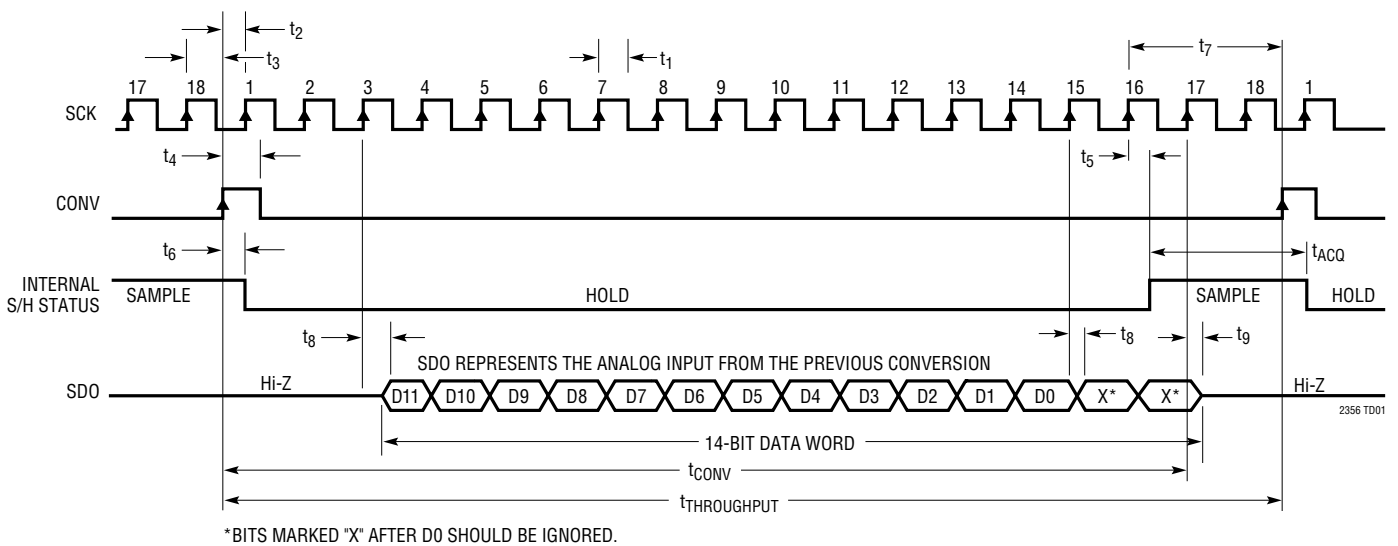 t2
t3
t1
t7
17 18 1 2 3 4 5 6 7 8 9 10 11 12 13 14 15 16 17 18 1
SCK
t4
t5
CONV
t6
tACQ
INTERNAL
S/H STATUS
SAMPLE HOLD SAMPLE HOLD
t8
t8
t9
SDO REPRESENTS THE ANALOG INPUT FROM THE PREVIOUS CONVERSION
SDO
Hi-Z D11 D10 D9 D8 D7 D6 D5 D4 D3 D2 D1 D0 X* X* Hi-Z
2356 TD01
14-BIT DATA WORD
tCONV
tTHROUGHPUT
*BITS MARKED "X" AFTER D0 SHOULD BE IGNORED.